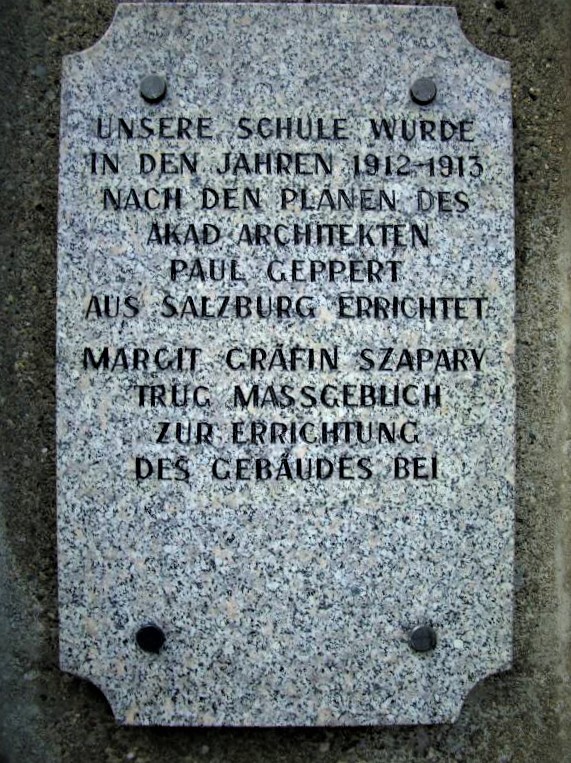 UNSERE SCHULE WURDE
IN DEN JAHREN 1912-1913
NACH DEN PLÄNEN DES
AKAD ARCHITEKTEN
PAUL GEPPERT
AUS SALZBURG ERRICHTET
MARGIT GRÄFIN SZAPARY
TRUG MASSGEBLICH
ZUR ERRICHTUNG
DES GEBÄUDES BEI